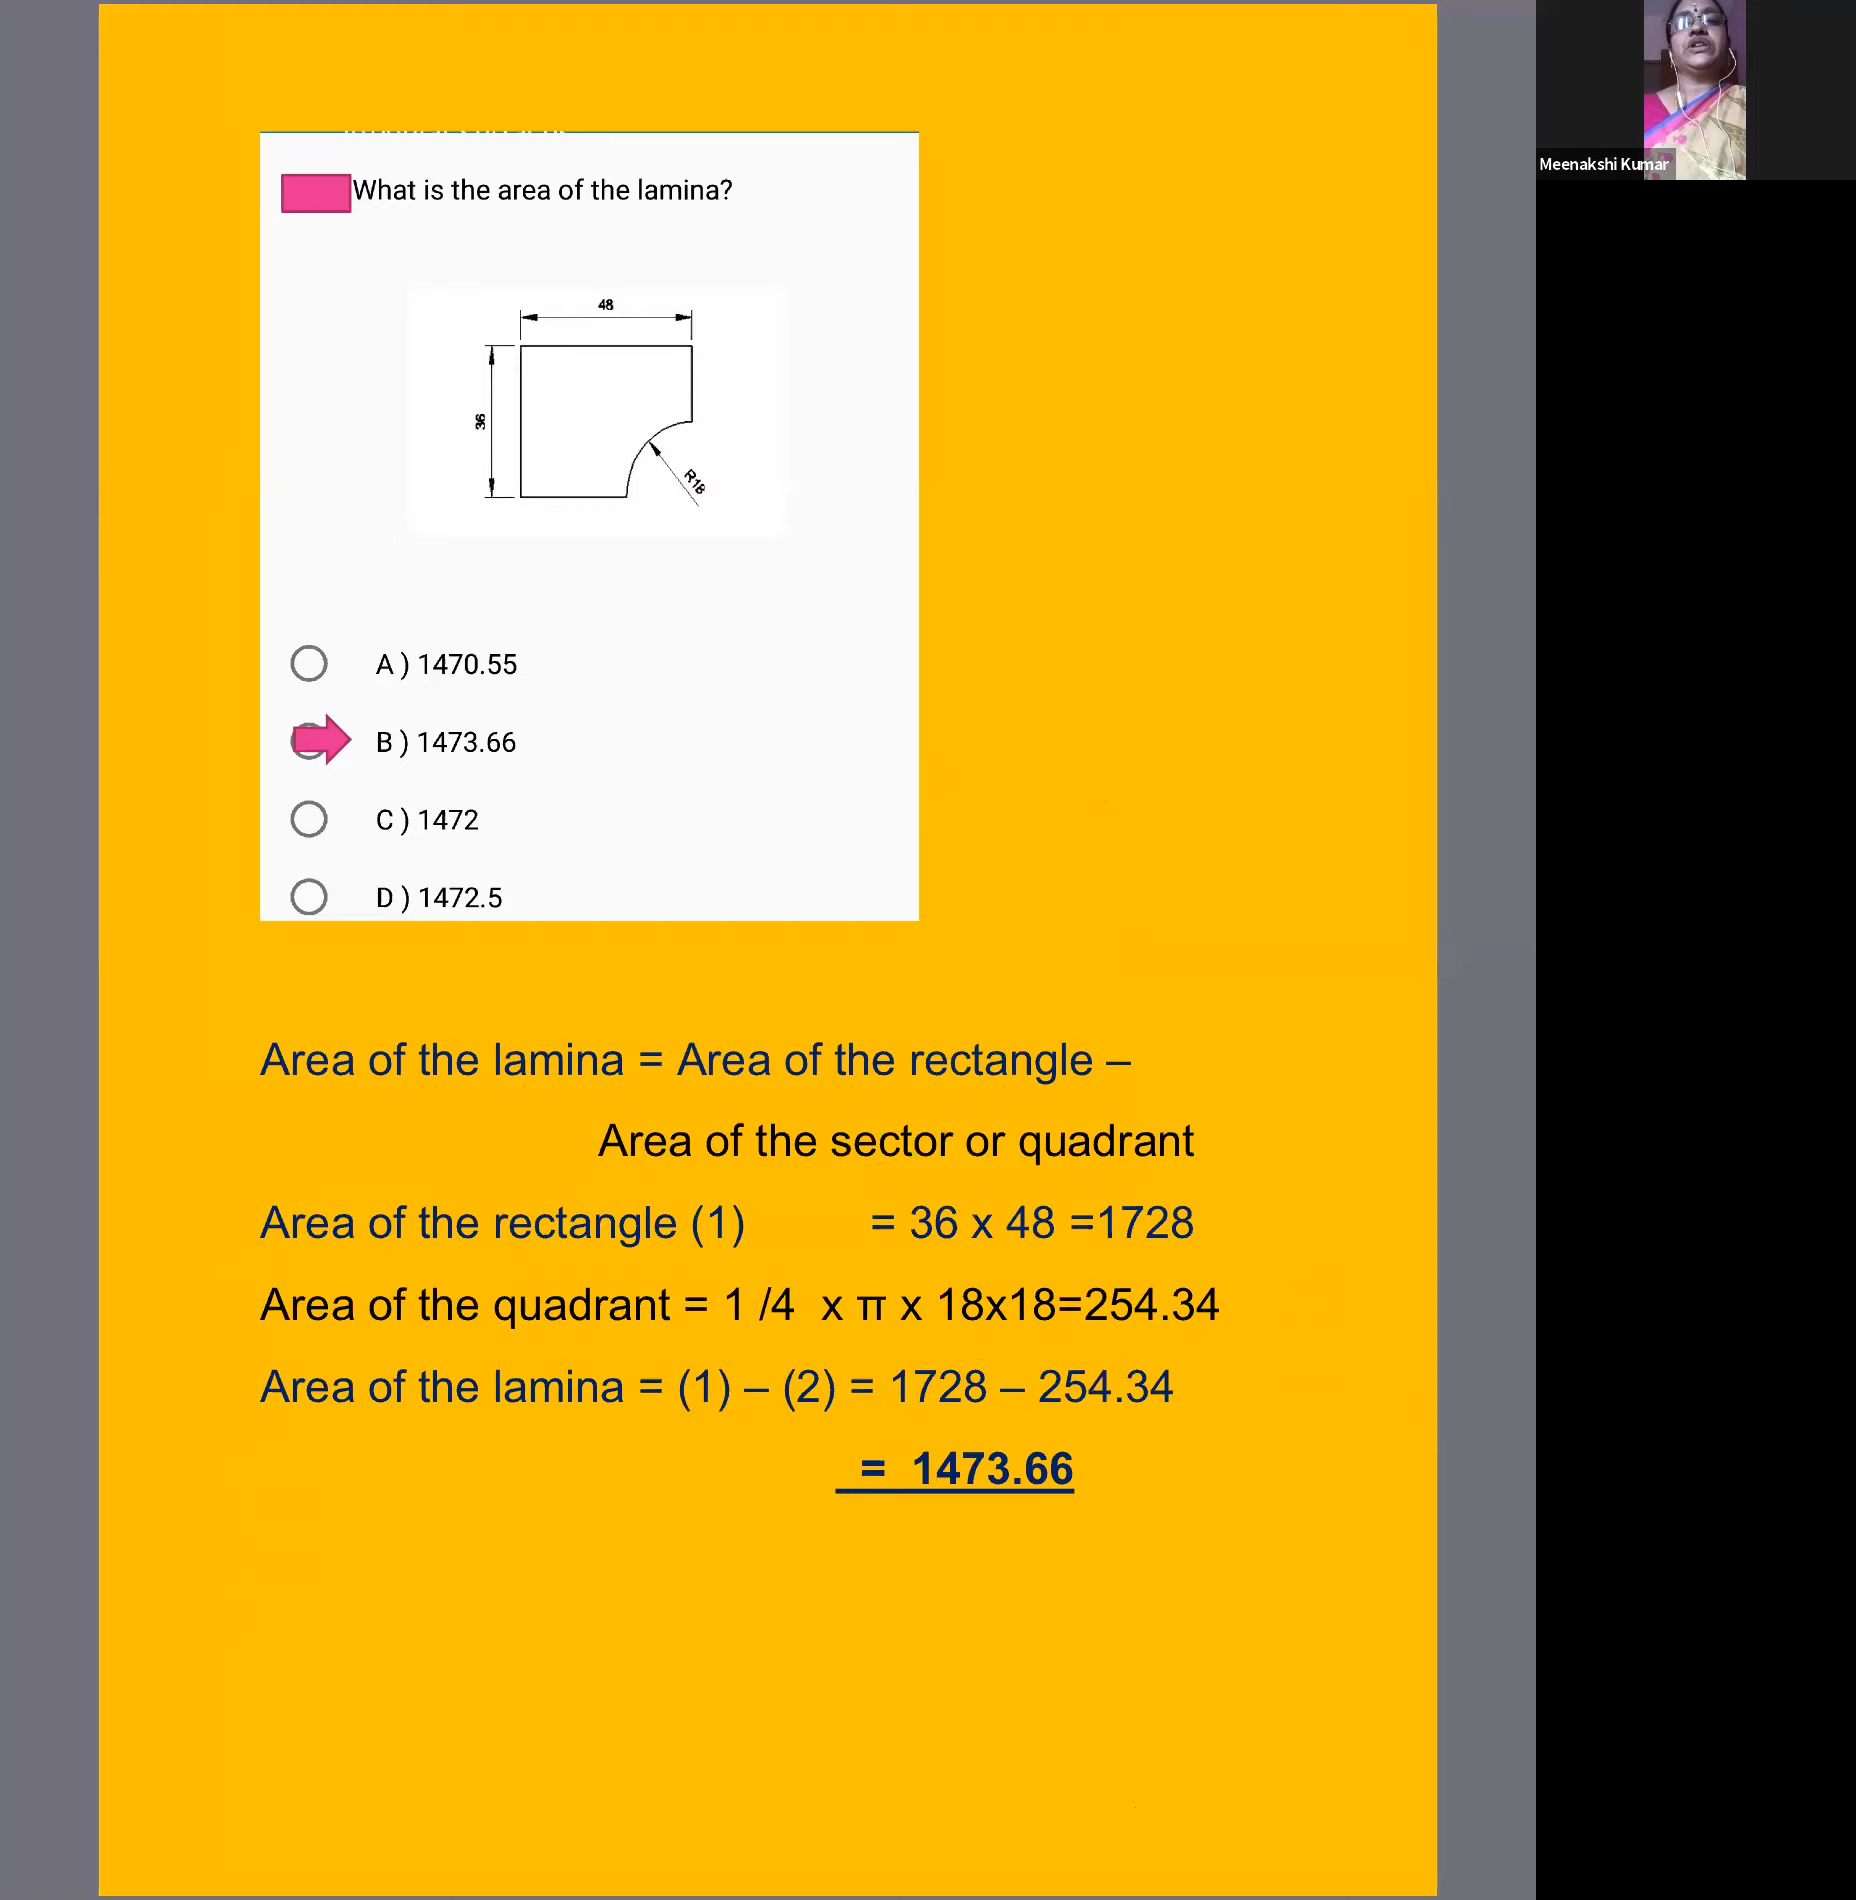 What is the area of the lamina?
48
36
R18
A ) 1470.55
B ) 1473.66
C ) 1472
D ) 1472.5
Area of the lamina = Area of the rectangle –
Area of the sector or quadrant
Area of the rectangle (1) = 36 x 48 =1728
Area of the quadrant = 1 /4 x π x 18x18=254.34
Area of the lamina = (1) – (2) = 1728 – 254.34
= 1473.66
Meenakshi Kumar